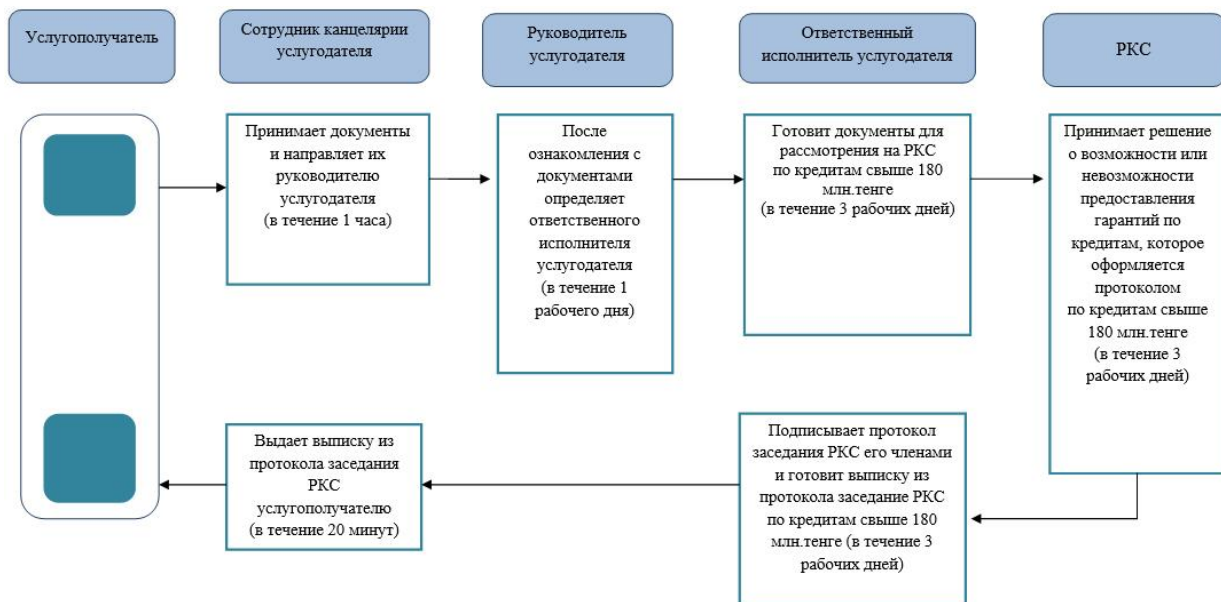 Услугополучатель
Сотрудник канцелярии
услугодателя
Руководитель
услугодателя
Ответственный
исполнитель услугодателя
РКС
Принимает документы
и направляет их
руководителю
услугодателя
(в течение 1 часа)
После
ознакомления с
документами
определяет
ответственного
исполнителя
услугодателя
(в течение 1
рабочего дня)
Готовит документы для
рассмотрения на РКС
по кредитам свыше 180
млн.тенге
(в течение 3 рабочих дней)
Принимает решение
о возможности или
невозможности
предоставления
гарантий по
кредитам, которое
оформляется
протоколом
по кредитам свыше
180 млн.тенге
(в течение 3
рабочих дней)
Выдает выписку из
протокола заседания
РКС
услугополучателю
(в течение 20 минут)
Подписывает протокол
заседания РКС его членами
и готовит выписку из
протокола заседание РКС
по кредитам свыше 180
млн.тенге (в течение 3
рабочих дней)